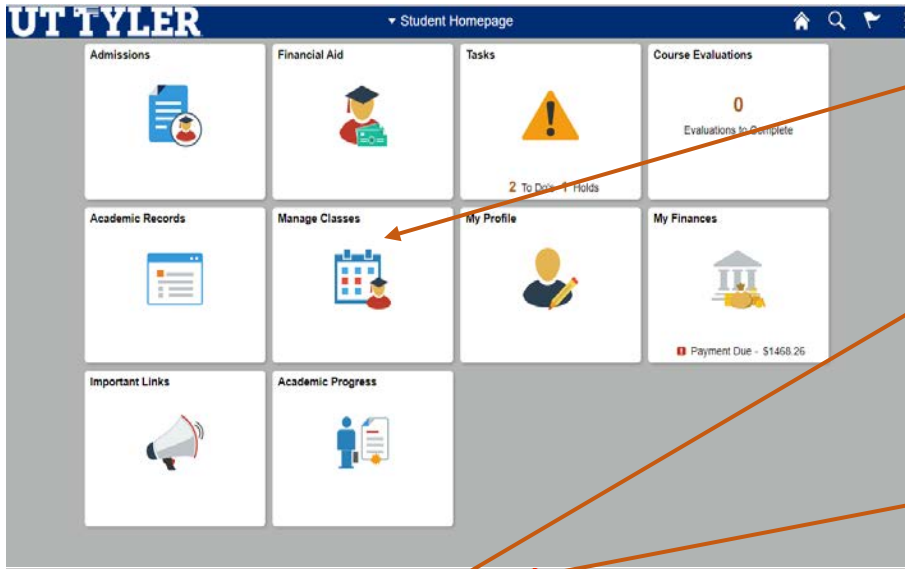 UT TYLER
Student Homepage
Admissions
Financial Aid
Tasks
2 To Do's 1 Holds
Course Evaluations
0
Evaluations to Complete
Academic Records
Manage Classes
My Profile
My Finances
Payment Due - $1468.26
Important Links
Academic Progress